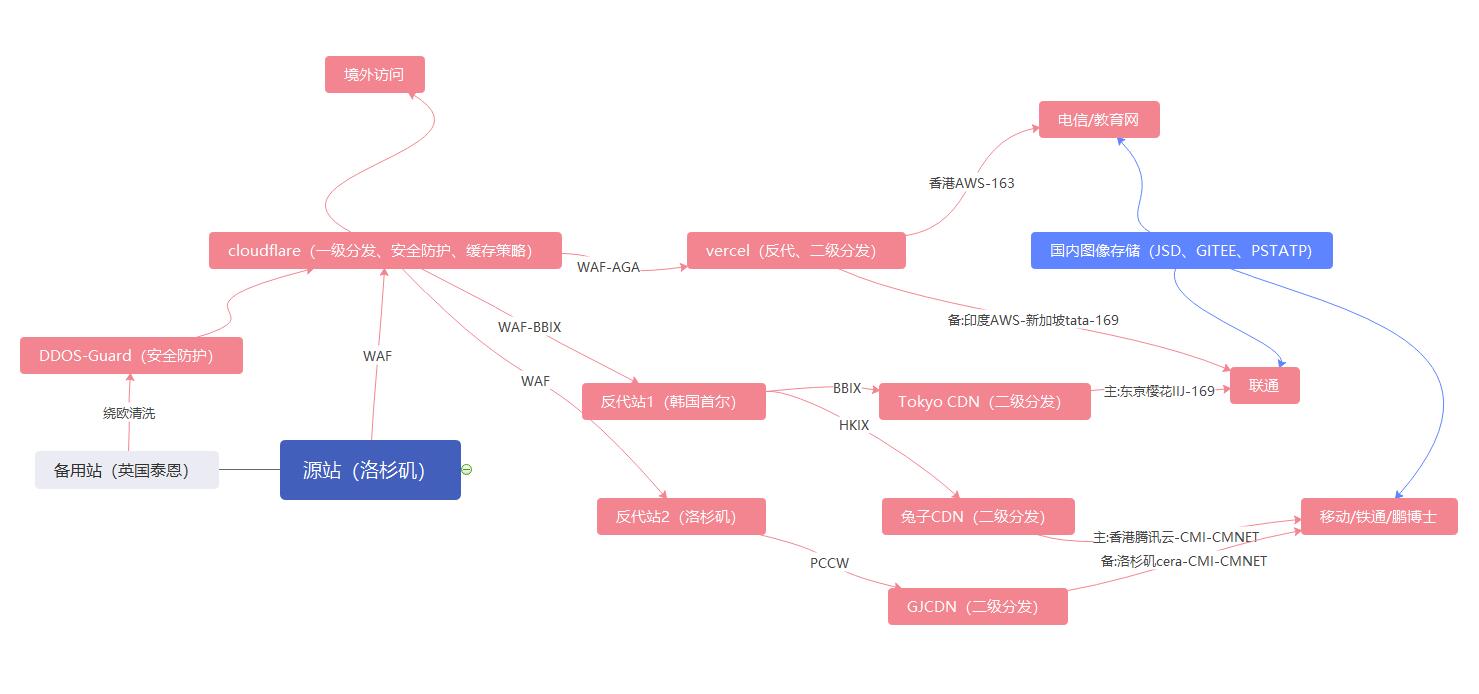 境外访问
电信/教育网
香港AWS-163
cloudflare（一级分发、安全防护、缓存策略）
WAF-AGA
vercel（反代、二级分发）
国内图像存储（JSD、GITEE、PSTATP）
备:印度AWS-新加坡tata-169
WAF-BBIX
DDOS-Guard（安全防护）
WAF
WAF
联通
绕欧清洗
反代站1（韩国首尔）
BBIX
Tokyo CDN（二级分发）
主:东京樱花IIJ-169
HKIX
备用站（英国泰恩）
源站（洛杉矶）
反代站2（洛杉矶）
兔子CDN（二级分发）
移动/铁通/鹏博士
主:香港腾讯云-CMI-CMNET
PCCW
备:洛杉矶cera-CMI-CMNET
GJCDN（二级分发）